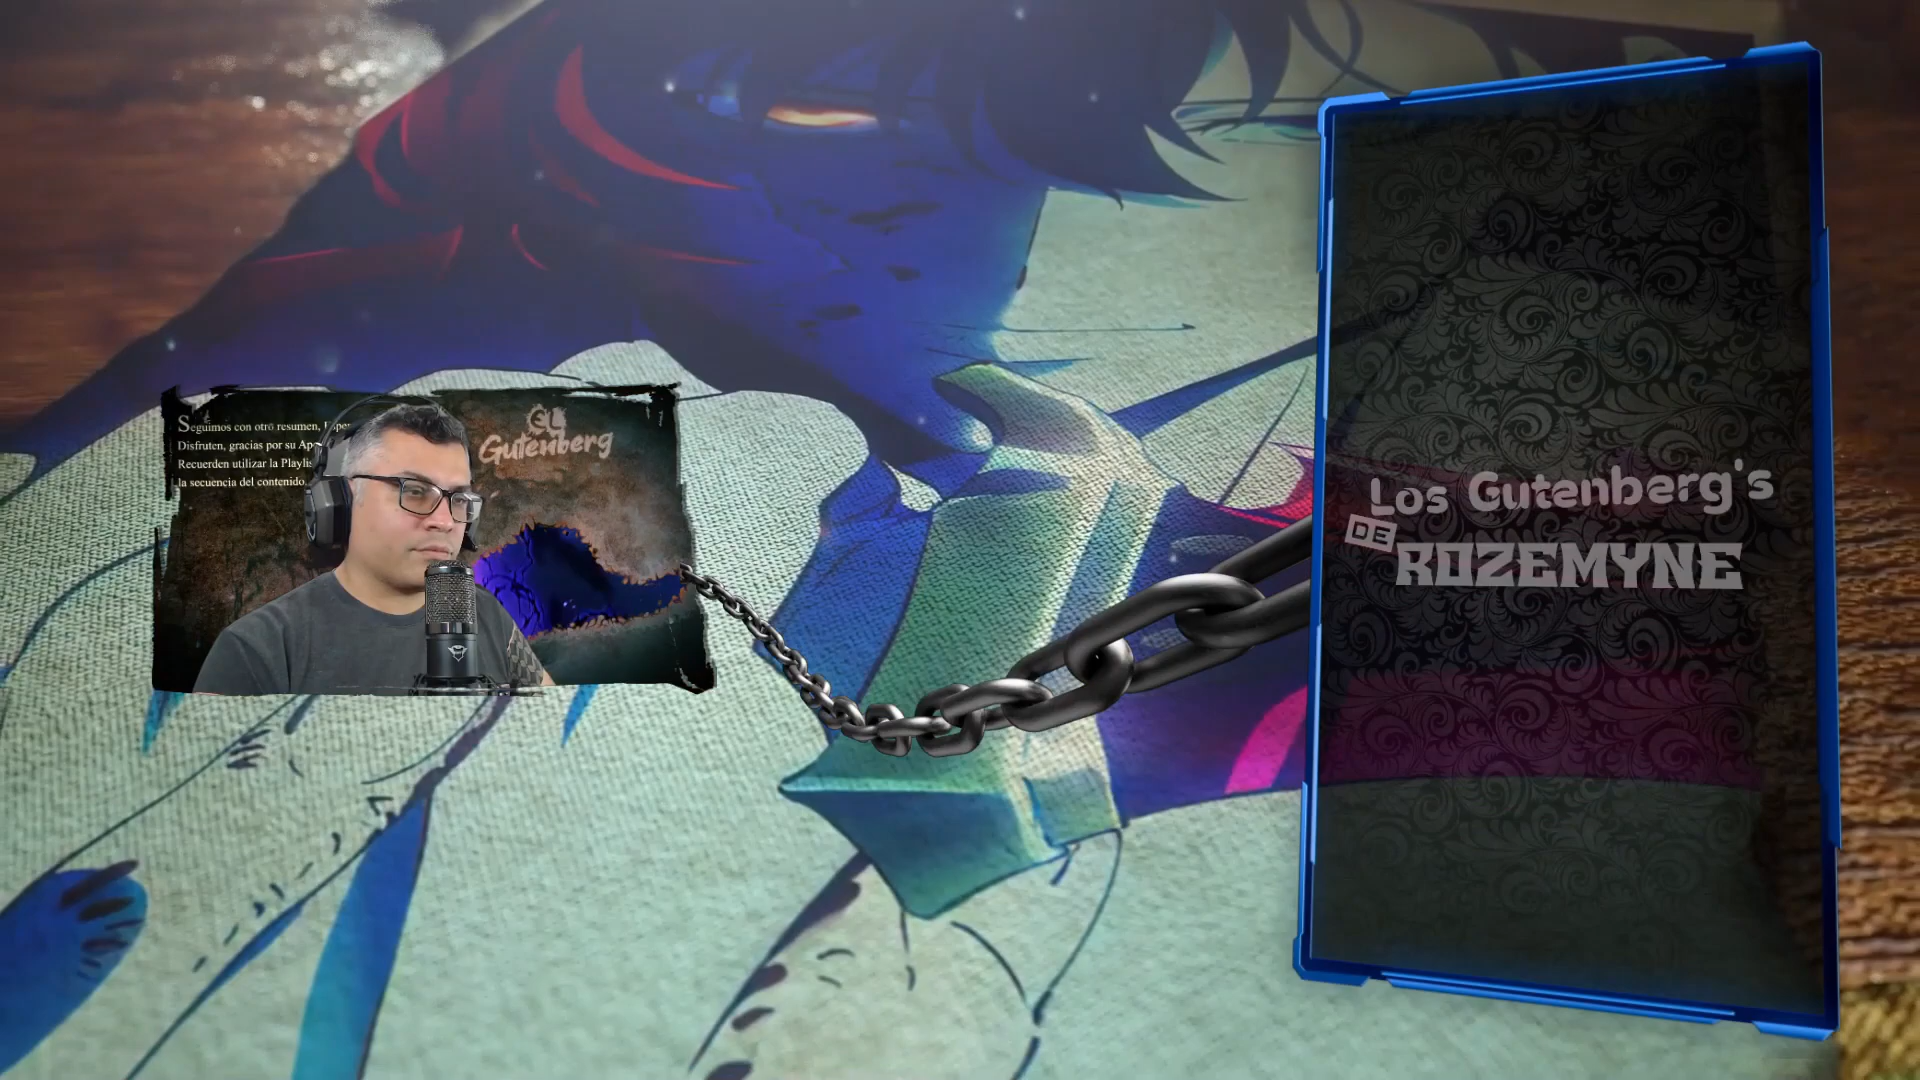 Seguimos con otro resumen,
Disfruten, gracias por su
Recuerden utilizar la
la secuencia del contenido.
EL
Gutenberg
Los Gutenberg's
DE
ROZEMYNE